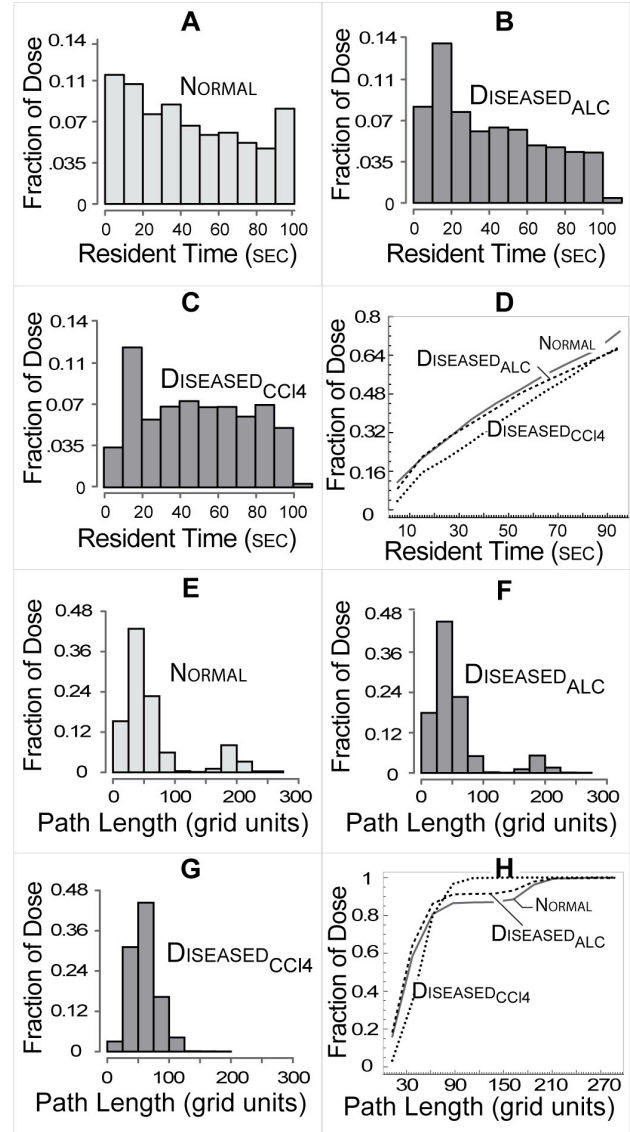 A
Fraction of Dose
0.14
0.11
0.07
.035
0
NORMAL
0 20 40 60 80 100
Resident Time (SEC)
B
Fraction of Dose
0.14
0.11
0.07
.035
0
DISEASEDALC
0 20 40 60 80 100
Resident Time (SEC)
C
Fraction of Dose
0.14
0.11
0.07
.035
0
DISEASEDCCl4
0 20 40 60 80 100
Resident Time (SEC)
D
Fraction of Dose
0.8
0.64
0.48
0.32
0.16
0
NORMAL
DISEASEDALC
DISEASEDCCl4
10 30 50 70 90
Resident Time (SEC)
E
Fraction of Dose
0.48
0.36
0.24
0.12
0
NORMAL
0 100 200 300
Path Length (grid units)
F
Fraction of Dose
0.48
0.36
0.24
0.12
0
DISEASEDALC
0 100 200 300
Path Length (grid units)
G
Fraction of Dose
0.48
0.36
0.24
0.12
0
DISEASEDCCl4
0 100 200 300
Path Length (grid units)
H
Fraction of Dose
1
0.8
0.6
0.4
0.2
0
NORMAL
DISEASEDALC
DISEASEDCCl4
30 90 150 210 270
Path Length (grid units)